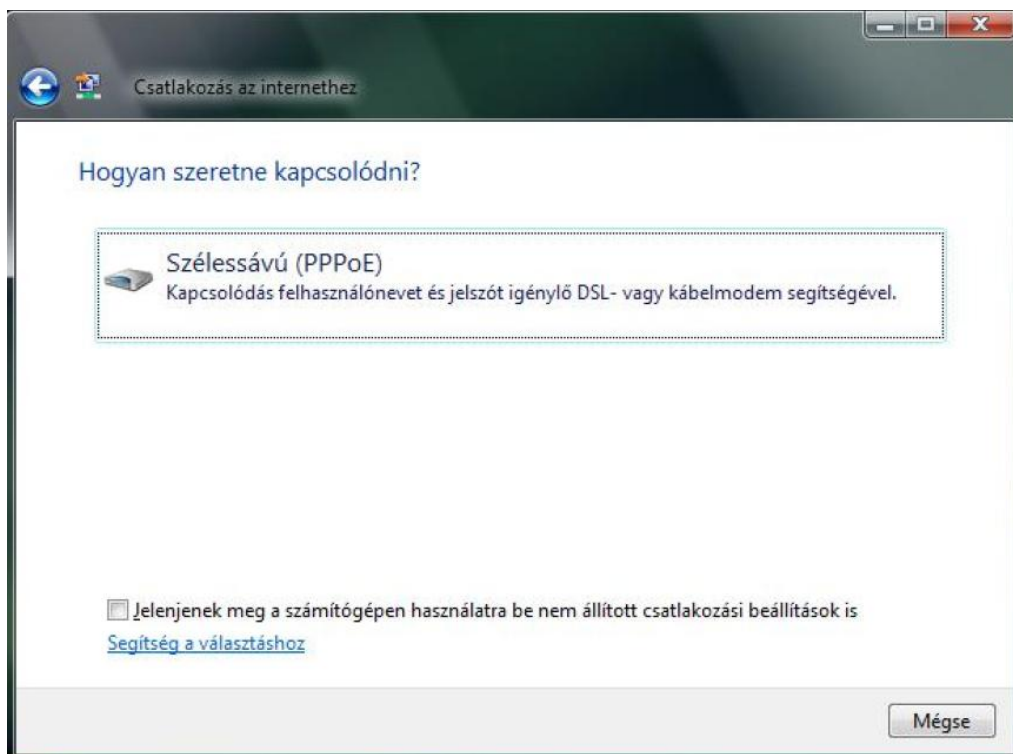 Csatlakozás az internethez
Hogyan szeretne kapcsolódni?
Szélessávú (PPPoE)
Kapcsolódás felhasználónevet és jelszót igénylő DSL- vagy kábelmodem segítségével.
Jelenjenek meg a számítógépen használatra be nem állított csatlakozási beállítások is
Segítség a választáshoz
Mégse